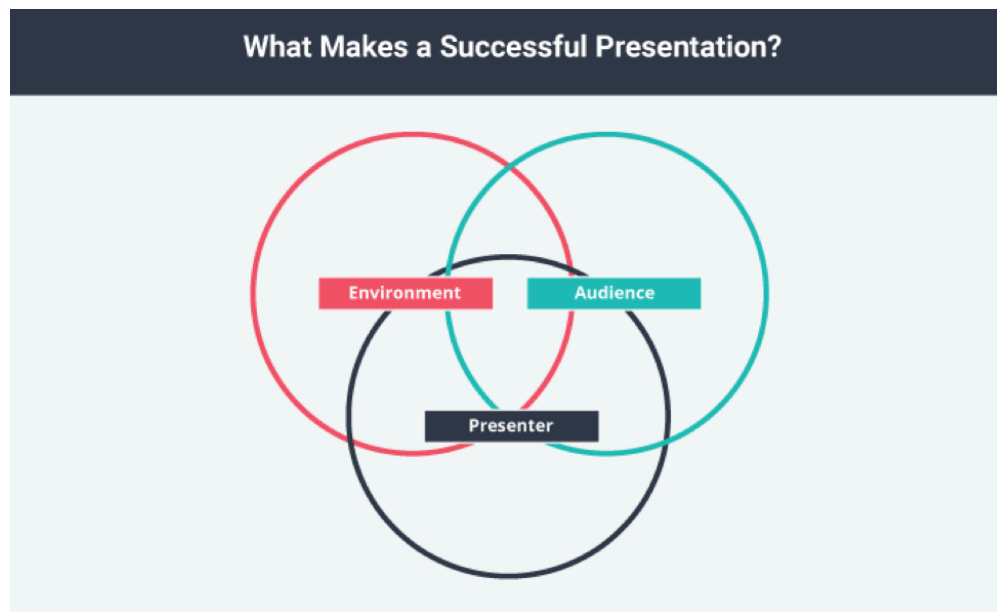 What Makes a Successful Presentation?
Environment
Audience
Presenter